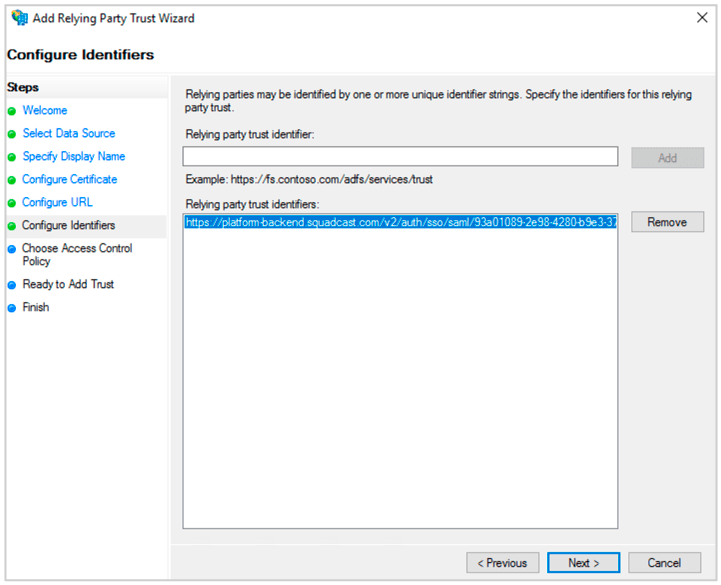 Add Relying Party Trust Wizard
Configure Identifiers
Steps
Welcome
Select Data Source
Specify Display Name
Configure Certificate
Configure URL
Configure Identifiers
Choose Access Control
Policy
Ready to Add Trust
Finish
Relying parties may be identified by one or more unique identifier strings. Specify the identifiers for this relying
party trust.
Relying party trust identifier:
Add
Example: https://fs.contoso.com/adfs/services/trust
Relying party trust identifiers:
https://platform-backend.squadcast.com/v2/auth/sso/saml/93a01089-2e98-4280-b9e3-37
Remove
< Previous
Next >
Cancel